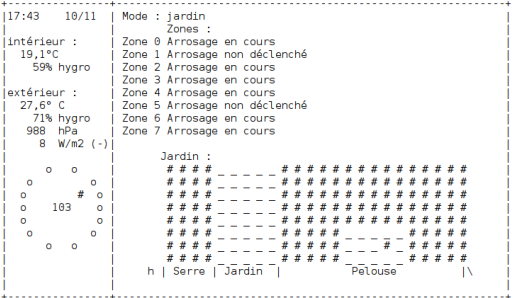 17:43 10/11
intérieur :
19,1°C
59% hygro
extérieur :
27,6° C
71% hygro
988 hPa
8 W/m2 (-)
o o
o o
o # o
o 103 o
o o
o o
o o
Mode : jardin
Zones :
Zone 0 Arrosage en cours
Zone 1 Arrosage non déclenché
Zone 2 Arrosage en cours
Zone 3 Arrosage en cours
Zone 4 Arrosage en cours
Zone 5 Arrosage non déclenché
Zone 6 Arrosage en cours
Zone 7 Arrosage en cours
Jardin :
# # # # _ _ _ _ _ # # # # # # # # # # # # # # #
# # # # _ _ _ _ _ # # # # # # # # # # # # # # #
# # # # _ _ _ _ _ # # # # # # # # # # # # # # #
# # # # _ _ _ _ _ # # # # # # # # # # # # # # #
# # # # _ _ _ _ _ # # # # # # # # # # # # # # #
# # # # _ _ _ _ _ # # # # # _ _ _ _ _ # # # # #
# # # # _ _ _ _ _ # # # # # _ _ _ # _ # # # # #
# # # # _ _ _ _ _ # # # # # _ _ _ _ _ # # # # #
h | Serre | Jardin | Pelouse |\